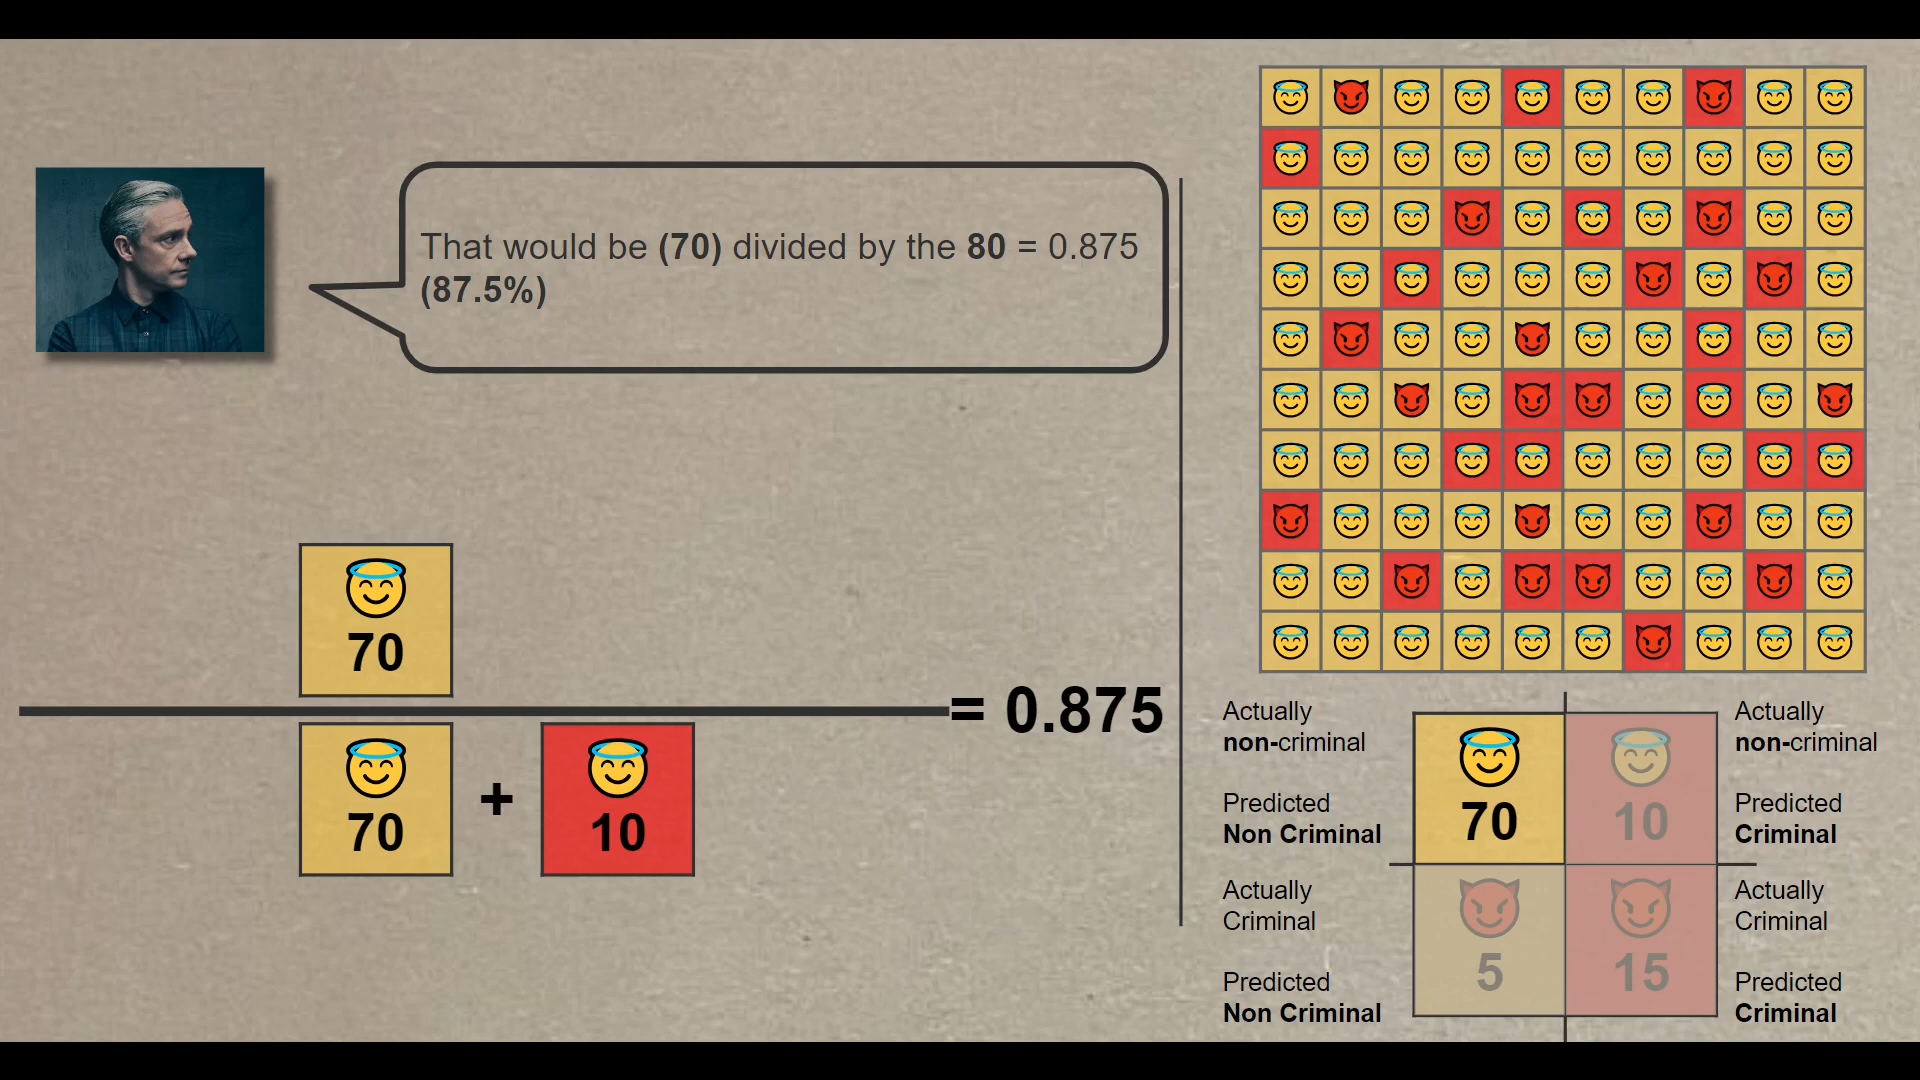 That would be (70) divided by the 80 = 0.875
(87.5%)
70
= 0.875
70
+
10
Actually
non-criminal
Predicted
Non Criminal
70
10
Actually
non-criminal
Predicted
Criminal
Actually
Criminal
Predicted
Non Criminal
5
15
Actually
Criminal
Predicted
Criminal